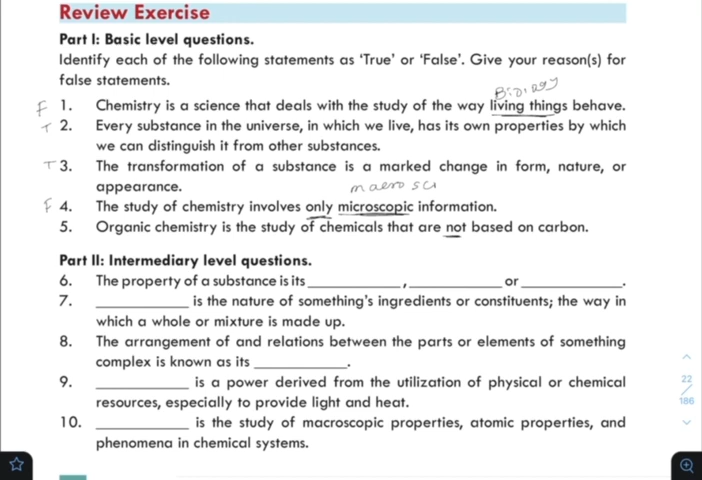 Review Exercise
Part I: Basic level questions.
Identify each of the following statements as ‘True’ or ‘False’. Give your reason(s) for
false statements.
Biology
F 1. Chemistry is a science that deals with the study of the way living things behave.
T 2. Every substance in the universe, in which we live, has its own properties by which
we can distinguish it from other substances.
T 3. The transformation of a substance is a marked change in form, nature, or
appearance.
F 4. The study of chemistry involves only microscopic information.
5. Organic chemistry is the study of chemicals that are not based on carbon.
Part II: Intermediary level questions.
6. The property of a substance is its____________,____________ or____________.
7. ____________ is the nature of something’s ingredients or constituents; the way in
which a whole or mixture is made up.
8. The arrangement of and relations between the parts or elements of something
complex is known as its ____________.
9. ____________ is a power derived from the utilization of physical or chemical
resources, especially to provide light and heat.
10. ____________ is the study of macroscopic properties, atomic properties, and
phenomena in chemical systems.
22
/
186